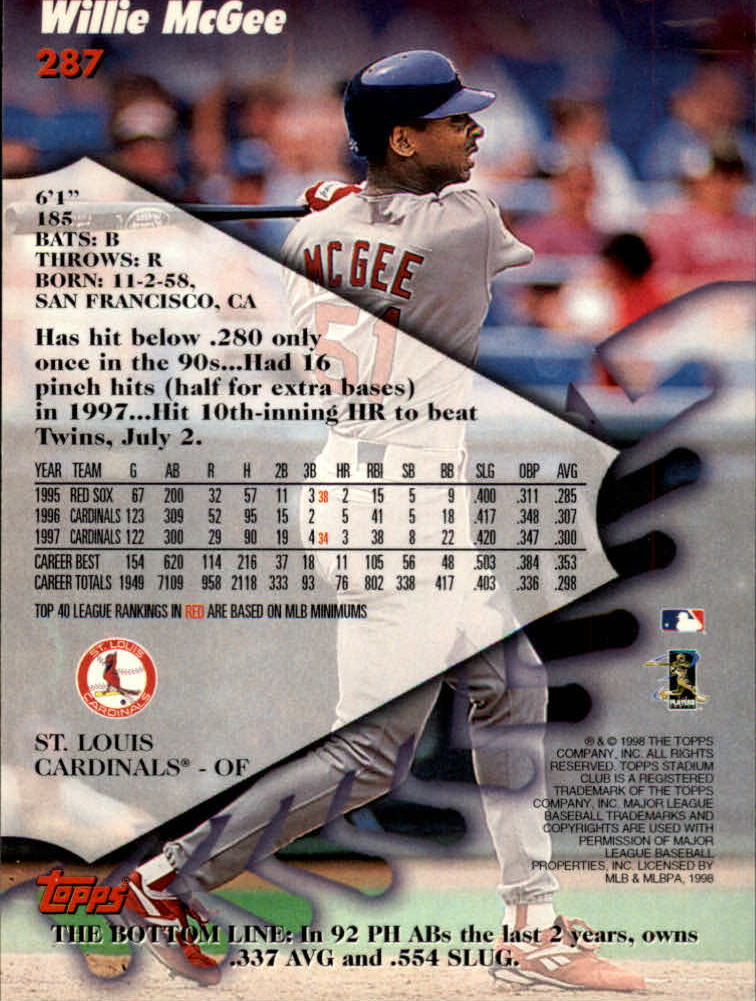 Willie McGee
287
6'1"
185
BATS: B
THROWS: R
BORN: 11-2-58,
SAN FRANCISCO, CA
MCGEE
51
Has hit below .280 only
once in the 90s...Had 16
pinch hits (half for extra bases)
in 1997...Hit 10th-inning HR to beat
Twins, July 2.
YEAR TEAM G AB R H 2B 3B HR RBI SB BB SLG OBP AVG
1995 RED SOX 67 200 32 57 11 3 38 2 15 5 9 .400 .311 .285
1996 CARDINALS 123 309 52 95 15 2 5 41 5 18 .417 .348 .307
1997 CARDINALS 122 300 29 90 19 4 34 3 38 8 22 .420 .347 .300
CAREER BEST 154 620 114 216 37 18 11 105 56 48 .503 .384 .353
CAREER TOTALS 1949 7109 958 2118 333 93 76 802 338 417 .403 .336 .298
TOP 40 LEAGUE RANKINGS IN RED ARE BASED ON MLB MINIMUMS
ST. LOUIS
CARDINALS
PLAYERS
ST. LOUIS
CARDINALS® - OF
® & © 1998 THE TOPPS
COMPANY, INC. ALL RIGHTS
RESERVED. TOPPS STADIUM
CLUB IS A REGISTERED
TRADEMARK OF THE TOPPS
COMPANY, INC. MAJOR LEAGUE
BASEBALL TRADEMARKS AND
COPYRIGHTS ARE USED WITH
PERMISSION OF MAJOR
LEAGUE BASEBALL
PROPERTIES, INC. LICENSED BY
MLB & MLBPA, 1998
Topps
THE BOTTOM LINE: In 92 PH ABs the last 2 years, owns
.337 AVG and .554 SLUG.